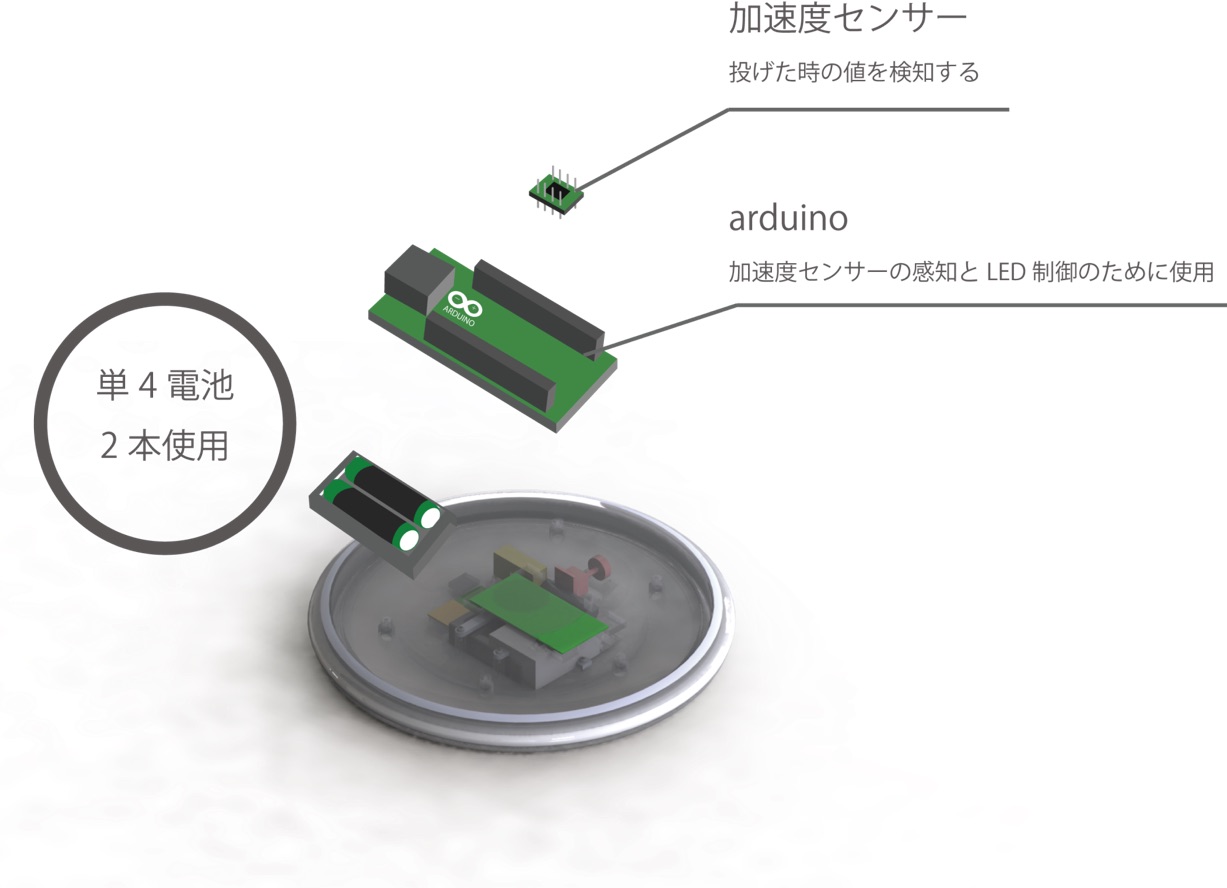 加速度センサー
投げた時の値を検知する
arduino
加速度センサーの感知と LED 制御のために使用
ARDUINO
単 4 電池
2 本使用